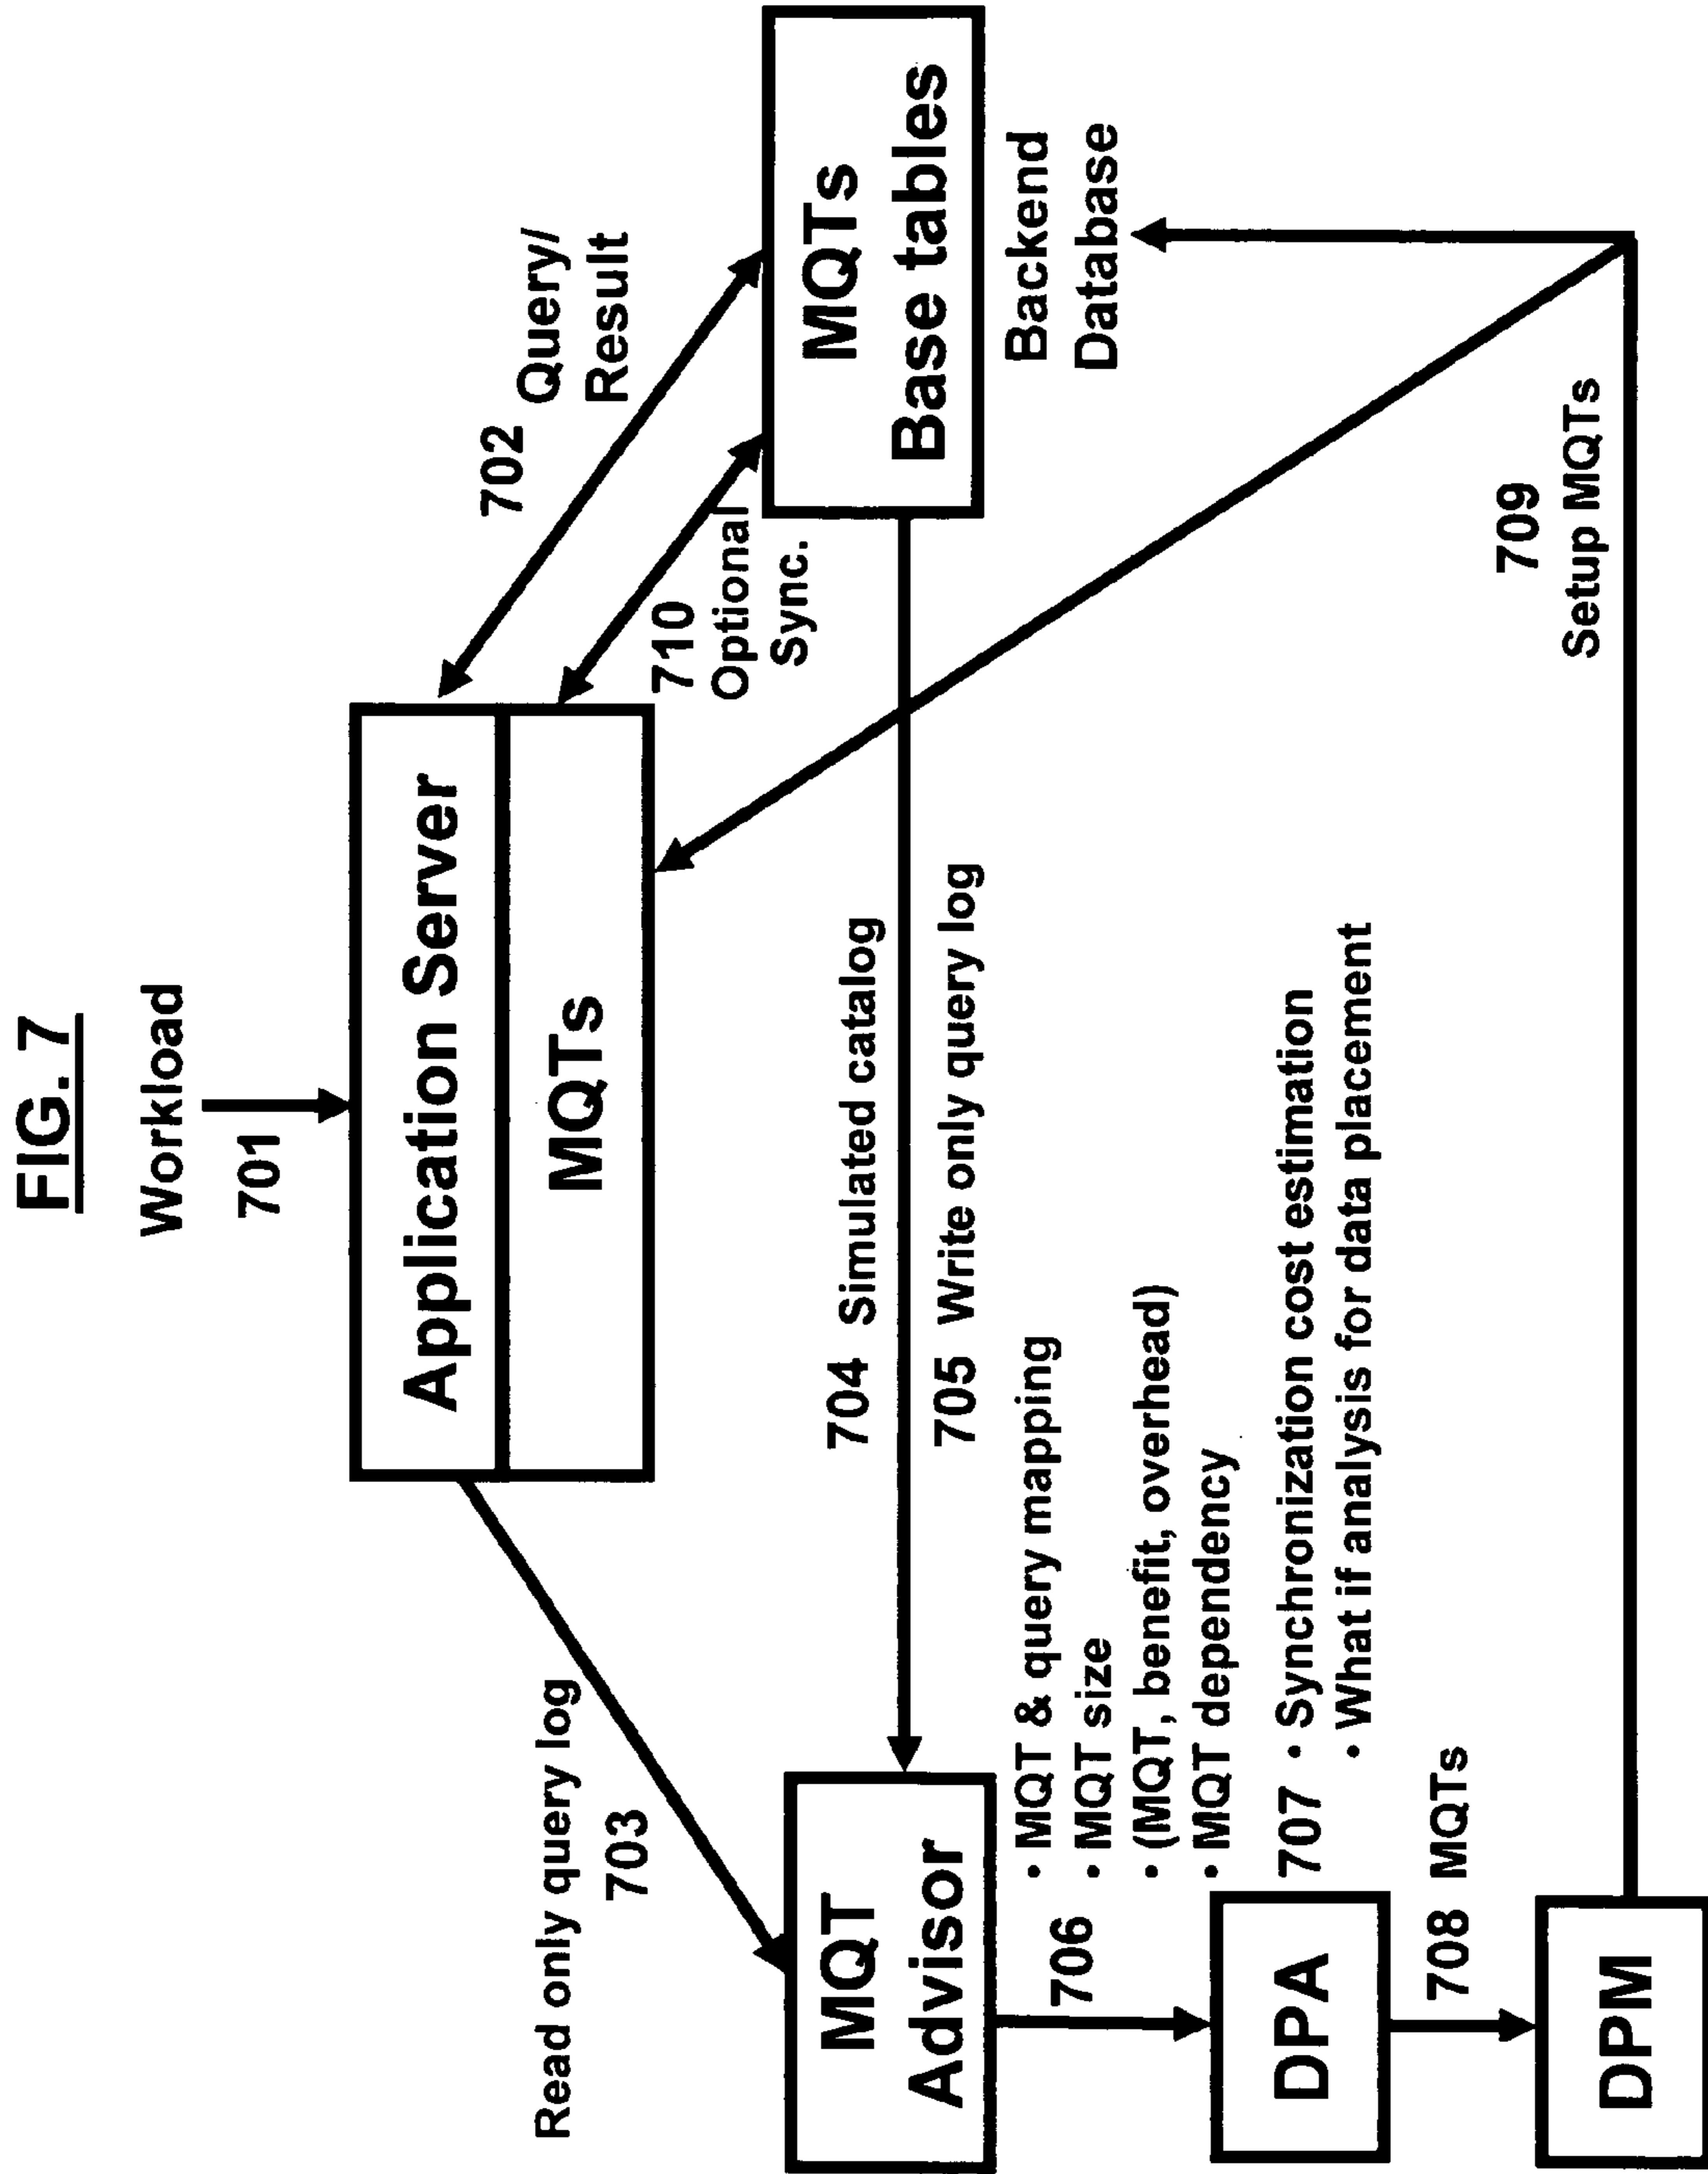 FIG. 7
Workload
701
Application Server
MQTs
702 Query/
Result
710
Optional
Sync.
MQTs
Base tables
Backend
Database
Read only query log
703
704 Simulated catalog
705 Write only query log
MQT
Advisor
706
• MQT & query mapping
• MQT size
• (MQT, benefit, overhead)
• MQT dependency
DPA
707 • Synchronization cost estimation
• What if analysis for data placement
708 MQTs
DPM
709
Setup MQTs